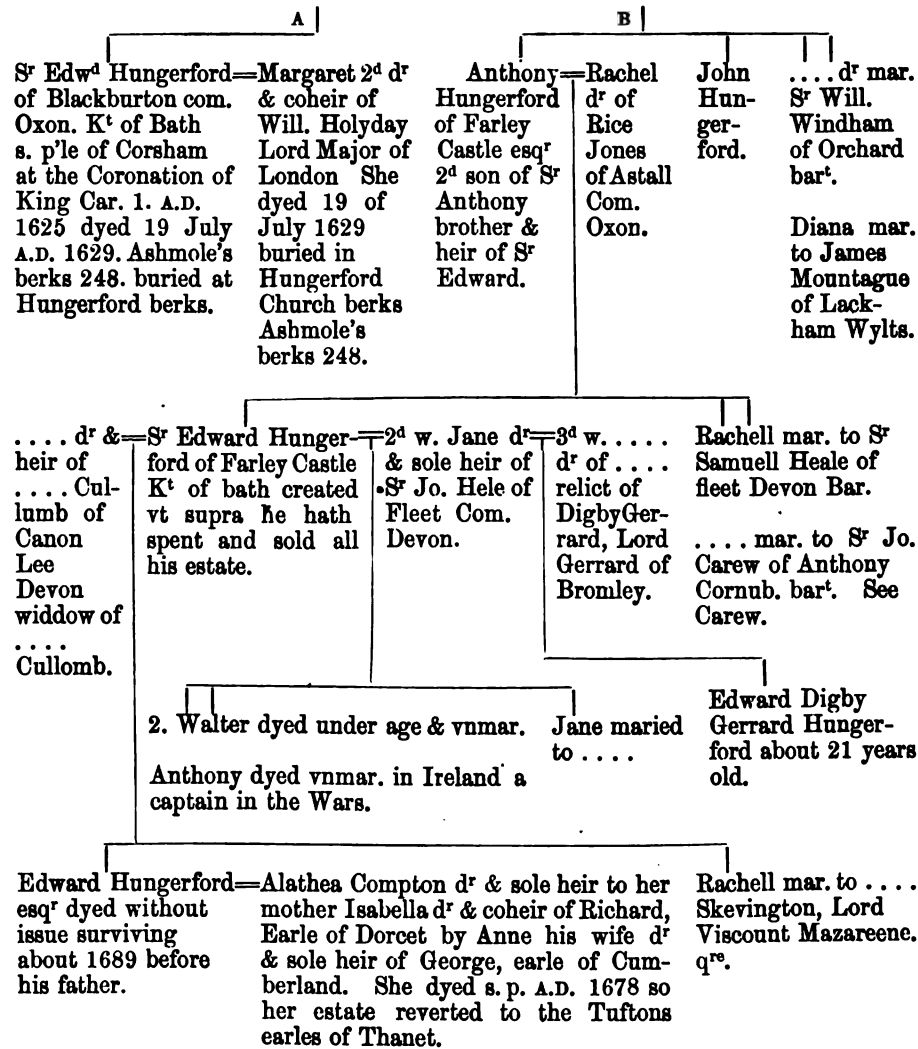 A
B
Sʳ Edwᵈ Hungerford=Margaret 2ᵈ dʳ
of Blackburton com.
Oxon. Kᵗ of Bath
s. p'le of Corsham
at the Coronation of
King Car. 1. A.D.
1625 dyed 19 July
A.D. 1629. Ashmole's
berks 248. buried at
Hungerford berks.
& coheir of
Will. Holyday
Lord Major of
London She
dyed 19 of
July 1629
buried in
Hungerford
Church berks
Ashmole's
berks 248.
Anthony=Rachel
Hungerford
of Farley
Castle esqʳ
2ᵈ son of Sʳ
Anthony
brother &
heir of Sʳ
Edward.
dʳ of
Rice
Jones
of Astall
Com.
Oxon.
John
Hun-
ger-
ford.
....dʳ mar.
Sʳ Will.
Windham
of Orchard
barᵗ.
Diana mar.
to James
Mountague
of Lack-
ham Wylts.
.... dʳ &=Sʳ Edward Hunger-=2ᵈ w. Jane dʳ=3ᵈ w.....
heir of
....Cul-
lumb of
Canon
Lee
Devon
widdow of
....
Cullomb.
ford of Farley Castle
Kᵗ of bath created
vt supra he hath
spent and sold all
his estate.
& sole heir of
Sʳ Jo. Hele of
Fleet Com.
Devon.
dʳ of ....
relict of
Digby Ger-
rard, Lord
Gerrard of
Bromley.
Rachell mar. to Sʳ
Samuell Heale of
fleet Devon Bar.
.... mar. to Sʳ Jo.
Carew of Anthony
Cornub. barᵗ. See
Carew.
2. Walter dyed under age & vnmar.
Anthony dyed vnmar. in Ireland a
captain in the Wars.
Jane maried
to ....
Edward Digby
Gerrard Hunger-
ford about 21 years
old.
Edward Hungerford=Alathea Compton dʳ & sole heir to her
esqʳ dyed without
issue surviving
about 1689 before
his father.
mother Isabella dʳ & coheir of Richard,
Earle of Dorcet by Anne his wife dʳ
& sole heir of George, earle of Cum-
berland. She dyed s. p. A.D. 1678 so
her estate reverted to the Tuftons
earles of Thanet.
Rachell mar. to ....
Skevington, Lord
Viscount Mazareene.
qʳᵉ.